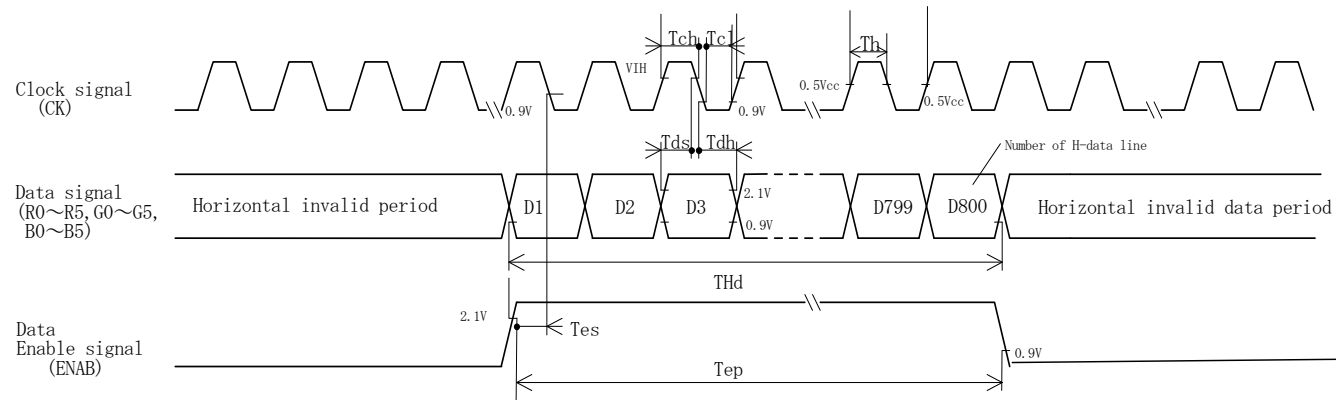 Tch
Tcl
Th
VIH
Clock signal
(CK)
0.9V
0.9V
0.5Vcc
0.5Vcc
Tds
Tdh
Number of H-data line
Data signal
(R0～R5,G0～G5,
B0～B5)
Horizontal invalid period
D1
D2
D3
2.1V
0.9V
D799
D800
Horizontal invalid data period
THd
2.1V
Tes
Data
Enable signal
(ENAB)
0.9V
Tep